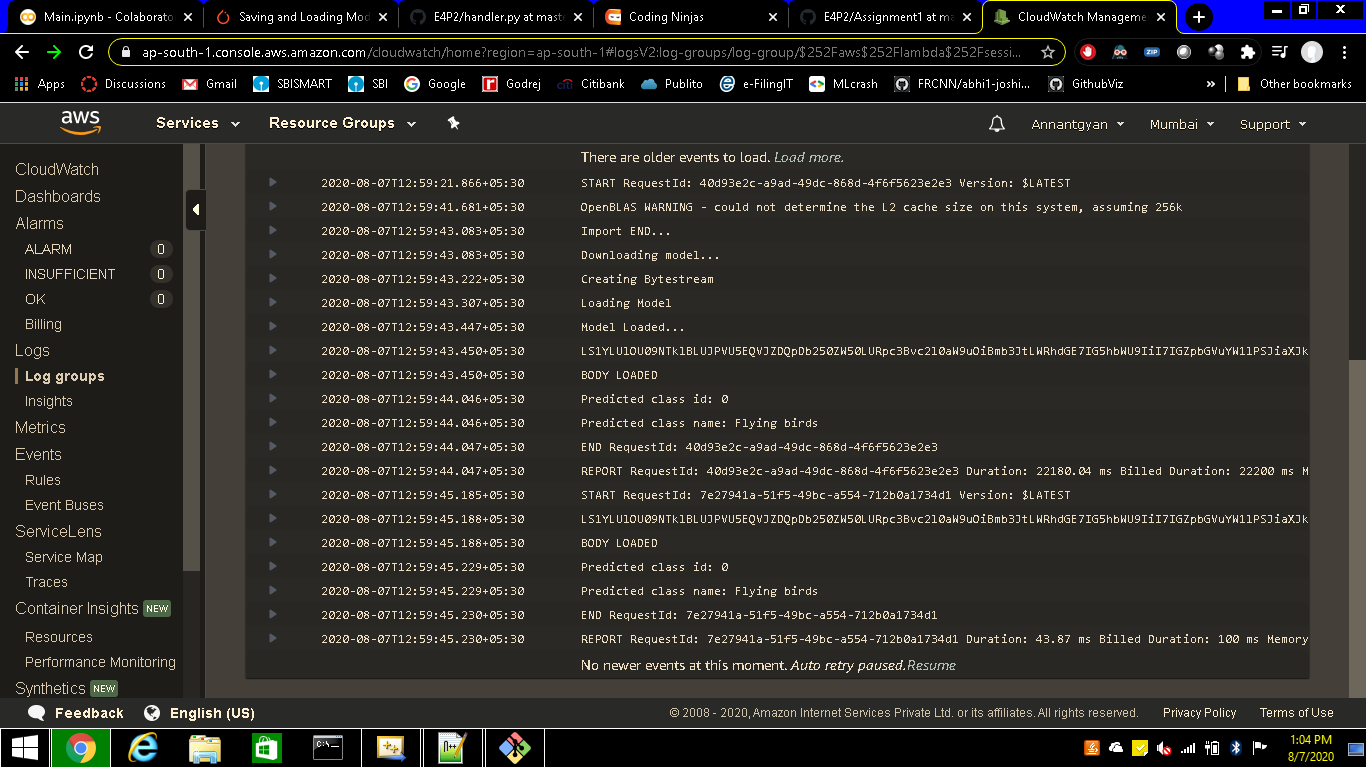 Main.ipynb - Colaborato
Saving and Loading Mod
E4P2/handler.py at maste
Coding Ninjas
E4P2/Assignment1 at ma
CloudWatch Manageme
ap-south-1.console.aws.amazon.com/cloudwatch/home?region=ap-south-1#logsV2:log-groups/log-group/$252Faws$252Flambda$252Fsessi...
ZIP
Apps Discussions Gmail SBISMART SBI Google Godrej citi Citibank Publito e-FilingIT MLcrash FRCNN/abhi1-joshi... GithubViz » Other bookmarks
aws Services Resource Groups Annantgyan Mumbai Support
CloudWatch
Dashboards
Alarms
ALARM 0
INSUFFICIENT 0
OK 0
Billing
Logs
Log groups
Insights
Metrics
Events
Rules
Event Buses
ServiceLens
Service Map
Traces
Container Insights NEW
Resources
Performance Monitoring
Synthetics NEW
There are older events to load. Load more.
2020-08-07T12:59:21.866+05:30 START RequestId: 40d93e2c-a9ad-49dc-868d-4f6f5623e2e3 Version: $LATEST
2020-08-07T12:59:41.681+05:30 OpenBLAS WARNING - could not determine the L2 cache size on this system, assuming 256k
2020-08-07T12:59:43.083+05:30 Import END...
2020-08-07T12:59:43.083+05:30 Downloading model...
2020-08-07T12:59:43.222+05:30 Creating Bytestream
2020-08-07T12:59:43.307+05:30 Loading Model
2020-08-07T12:59:43.447+05:30 Model Loaded...
2020-08-07T12:59:43.450+05:30
2020-08-07T12:59:43.450+05:30 BODY LOADED
2020-08-07T12:59:44.046+05:30 Predicted class id: 0
2020-08-07T12:59:44.046+05:30 Predicted class name: Flying birds
2020-08-07T12:59:44.047+05:30 END RequestId: 40d93e2c-a9ad-49dc-868d-4f6f5623e2e3
2020-08-07T12:59:44.047+05:30 REPORT RequestId: 40d93e2c-a9ad-49dc-868d-4f6f5623e2e3 Duration: 22180.04 ms Billed Duration: 22200 ms M
2020-08-07T12:59:45.185+05:30 START RequestId: 7e27941a-51f5-49bc-a554-712b0a1734d1 Version: $LATEST
2020-08-07T12:59:45.188+05:30
2020-08-07T12:59:45.188+05:30 BODY LOADED
2020-08-07T12:59:45.229+05:30 Predicted class id: 0
2020-08-07T12:59:45.229+05:30 Predicted class name: Flying birds
2020-08-07T12:59:45.230+05:30 END RequestId: 7e27941a-51f5-49bc-a554-712b0a1734d1
2020-08-07T12:59:45.230+05:30 REPORT RequestId: 7e27941a-51f5-49bc-a554-712b0a1734d1 Duration: 43.87 ms Billed Duration: 100 ms Memory
No newer events at this moment. Auto retry paused. Resume
Feedback English (US) © 2008 - 2020, Amazon Internet Services Private Ltd. or its affiliates. All rights reserved. Privacy Policy Terms of Use
1:04 PM
8/7/2020